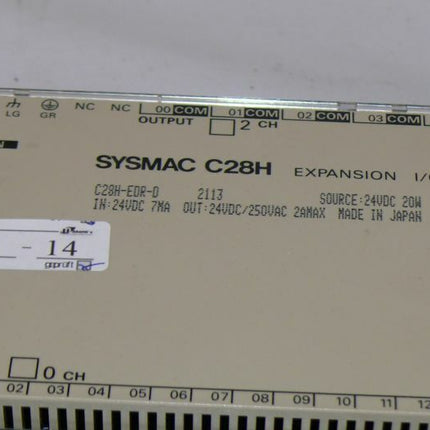 LG GR NC NC 00 COM 01 COM 02 COM 03 COM
OUTPUT 2 CH
SYSMAC C28H EXPANSION I/
C28H-EDR-D 2113 SOURCE:24VDC 20W
IN:24VDC 7MA OUT:24VDC/250VAC 2AMAX MADE IN JAPAN
- 14
geprüft
0 CH
02 03 04 05 06 07 08 09 10 11 12